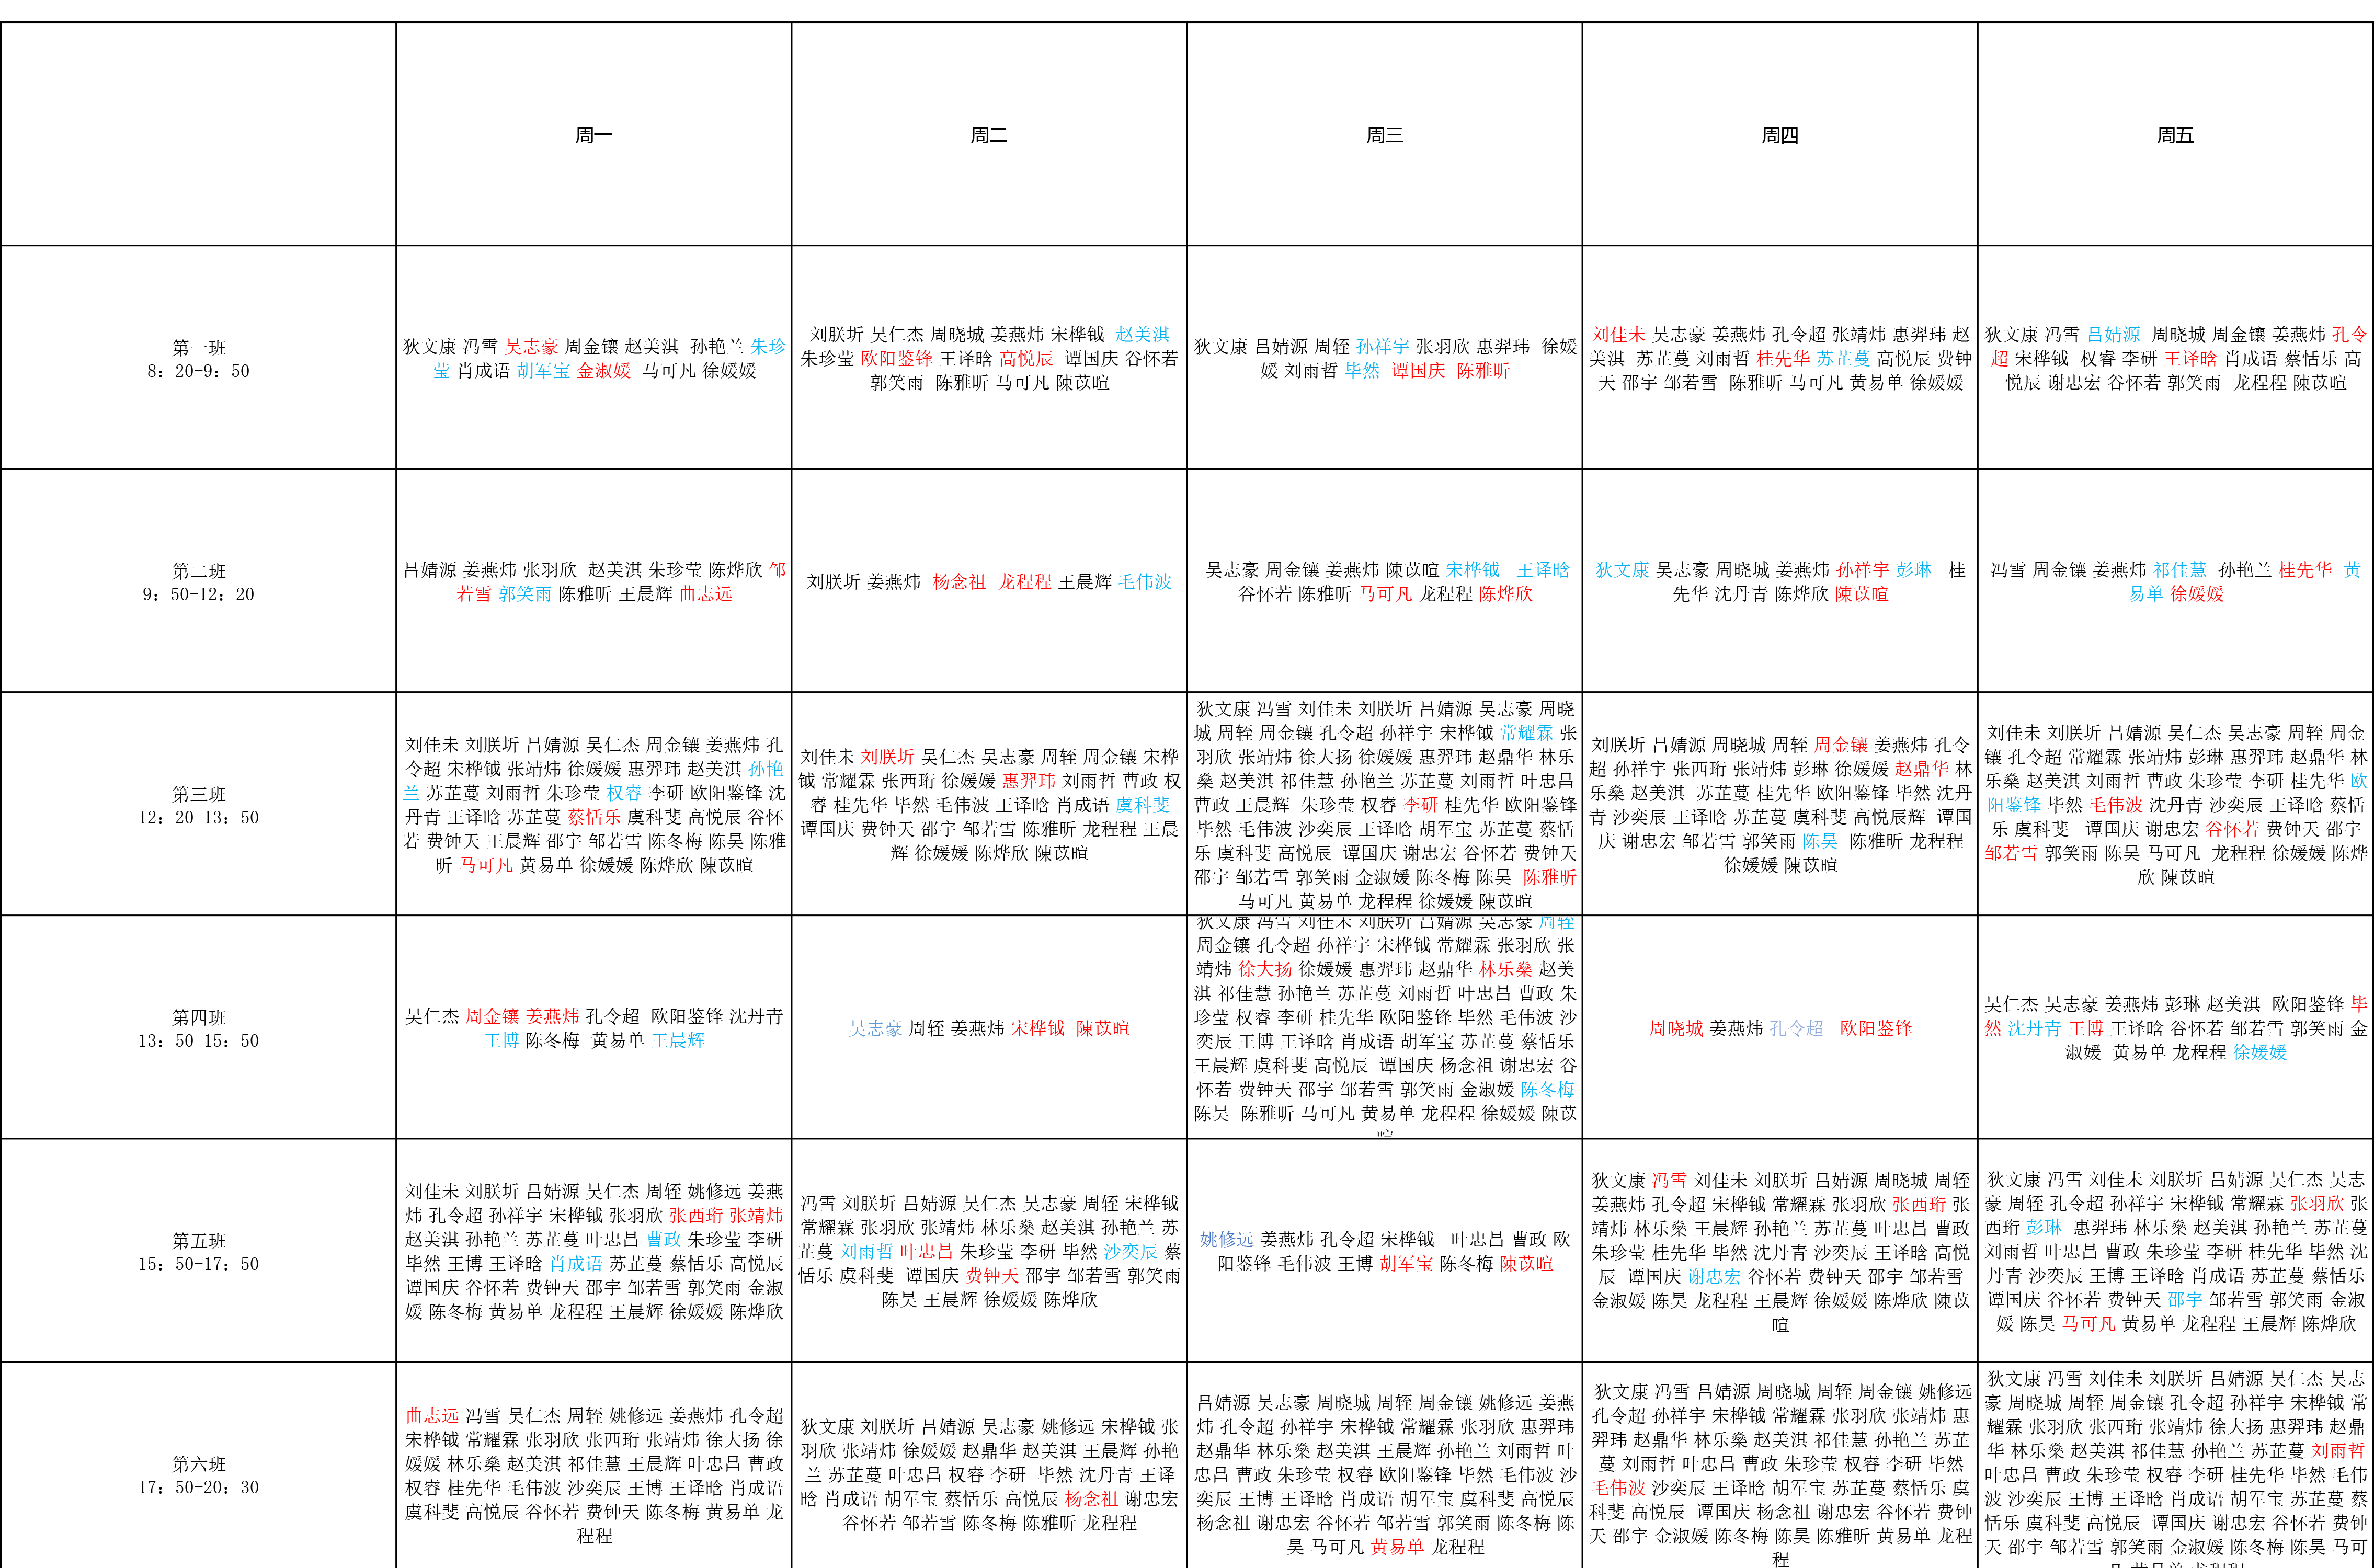 周一
周二
周三
周四
周五
第一班
8：20-9：50
狄文康 冯雪 吴志豪 周金镶 赵美淇 孙艳兰 朱珍
莹 肖成语 胡军宝 金淑媛 马可凡 徐媛媛
刘朕圻 吴仁杰 周晓城 姜燕炜 宋桦钺 赵美淇
朱珍莹 欧阳鉴锋 王译晗 高悦辰 谭国庆 谷怀若
郭笑雨 陈雅昕 马可凡 陳苡暄
狄文康 吕婧源 周轾 孙祥宇 张羽欣 惠羿玮 徐媛
媛 刘雨哲 毕然 谭国庆 陈雅昕
刘佳未 吴志豪 姜燕炜 孔令超 张靖炜 惠羿玮 赵
美淇 苏芷蔓 刘雨哲 桂先华 苏芷蔓 高悦辰 费钟
天 邵宇 邹若雪 陈雅昕 马可凡 黄易单 徐媛媛
狄文康 冯雪 吕婧源 周晓城 周金镶 姜燕炜 孔令
超 宋桦钺 权睿 李研 王译晗 肖成语 蔡恬乐 高
悦辰 谢忠宏 谷怀若 郭笑雨 龙程程 陳苡暄
第二班
9：50-12：20
吕婧源 姜燕炜 张羽欣 赵美淇 朱珍莹 陈烨欣 邹
若雪 郭笑雨 陈雅昕 王晨辉 曲志远
刘朕圻 姜燕炜 杨念祖 龙程程 王晨辉 毛伟波
吴志豪 周金镶 姜燕炜 陳苡暄 宋桦钺 王译晗
谷怀若 陈雅昕 马可凡 龙程程 陈烨欣
狄文康 吴志豪 周晓城 姜燕炜 孙祥宇 彭琳 桂
先华 沈丹青 陈烨欣 陳苡暄
冯雪 周金镶 姜燕炜 祁佳慧 孙艳兰 桂先华 黄
易单 徐媛媛
第三班
12：20-13：50
刘佳未 刘朕圻 吕婧源 吴仁杰 周金镶 姜燕炜 孔
令超 宋桦钺 张靖炜 徐媛媛 惠羿玮 赵美淇 孙艳
兰 苏芷蔓 刘雨哲 朱珍莹 权睿 李研 欧阳鉴锋 沈
丹青 王译晗 苏芷蔓 蔡恬乐 虞科斐 高悦辰 谷怀
若 费钟天 王晨辉 邵宇 邹若雪 陈冬梅 陈昊 陈雅
昕 马可凡 黄易单 徐媛媛 陈烨欣 陳苡暄
刘佳未 刘朕圻 吴仁杰 吴志豪 周轾 周金镶 宋桦
钺 常耀霖 张西珩 徐媛媛 惠羿玮 刘雨哲 曹政 权
睿 桂先华 毕然 毛伟波 王译晗 肖成语 虞科斐
谭国庆 费钟天 邵宇 邹若雪 陈雅昕 龙程程 王晨
辉 徐媛媛 陈烨欣 陳苡暄
狄文康 冯雪 刘佳未 刘朕圻 吕婧源 吴志豪 周晓
城 周轾 周金镶 孔令超 孙祥宇 宋桦钺 常耀霖 张
羽欣 张靖炜 徐大扬 徐媛媛 惠羿玮 赵鼎华 林乐
燊 赵美淇 祁佳慧 孙艳兰 苏芷蔓 刘雨哲 叶忠昌
曹政 王晨辉 朱珍莹 权睿 李研 桂先华 欧阳鉴锋
毕然 毛伟波 沙奕辰 王译晗 胡军宝 苏芷蔓 蔡恬
乐 虞科斐 高悦辰 谭国庆 谢忠宏 谷怀若 费钟天
邵宇 邹若雪 郭笑雨 金淑媛 陈冬梅 陈昊 陈雅昕
马可凡 黄易单 龙程程 徐媛媛 陳苡暄
刘朕圻 吕婧源 周晓城 周轾 周金镶 姜燕炜 孔令
超 孙祥宇 张西珩 张靖炜 彭琳 徐媛媛 赵鼎华 林
乐燊 赵美淇 苏芷蔓 桂先华 欧阳鉴锋 毕然 沈丹
青 沙奕辰 王译晗 苏芷蔓 虞科斐 高悦辰辉 谭国
庆 谢忠宏 邹若雪 郭笑雨 陈昊 陈雅昕 龙程程
徐媛媛 陳苡暄
刘佳未 刘朕圻 吕婧源 吴仁杰 吴志豪 周轾 周金
镶 孔令超 常耀霖 张靖炜 彭琳 惠羿玮 赵鼎华 林
乐燊 赵美淇 刘雨哲 曹政 朱珍莹 李研 桂先华 欧
阳鉴锋 毕然 毛伟波 沈丹青 沙奕辰 王译晗 蔡恬
乐 虞科斐 谭国庆 谢忠宏 谷怀若 费钟天 邵宇
邹若雪 郭笑雨 陈昊 马可凡 龙程程 徐媛媛 陈烨
欣 陳苡暄
第四班
13：50-15：50
吴仁杰 周金镶 姜燕炜 孔令超 欧阳鉴锋 沈丹青
王博 陈冬梅 黄易单 王晨辉
吴志豪 周轾 姜燕炜 宋桦钺 陳苡暄
狄文康 冯雪 刘佳未 刘朕圻 吕婧源 吴志豪 周轾
周金镶 孔令超 孙祥宇 宋桦钺 常耀霖 张羽欣 张
靖炜 徐大扬 徐媛媛 惠羿玮 赵鼎华 林乐燊 赵美
淇 祁佳慧 孙艳兰 苏芷蔓 刘雨哲 叶忠昌 曹政 朱
珍莹 权睿 李研 桂先华 欧阳鉴锋 毕然 毛伟波 沙
奕辰 王博 王译晗 肖成语 胡军宝 苏芷蔓 蔡恬乐
王晨辉 虞科斐 高悦辰 谭国庆 杨念祖 谢忠宏 谷
怀若 费钟天 邵宇 邹若雪 郭笑雨 金淑媛 陈冬梅
陈昊 陈雅昕 马可凡 黄易单 龙程程 徐媛媛 陳苡
暄
周晓城 姜燕炜 孔令超 欧阳鉴锋
吴仁杰 吴志豪 姜燕炜 彭琳 赵美淇 欧阳鉴锋 毕
然 沈丹青 王博 王译晗 谷怀若 邹若雪 郭笑雨 金
淑媛 黄易单 龙程程 徐媛媛
第五班
15：50-17：50
刘佳未 刘朕圻 吕婧源 吴仁杰 周轾 姚修远 姜燕
炜 孔令超 孙祥宇 宋桦钺 张羽欣 张西珩 张靖炜
赵美淇 孙艳兰 苏芷蔓 叶忠昌 曹政 朱珍莹 李研
毕然 王博 王译晗 肖成语 苏芷蔓 蔡恬乐 高悦辰
谭国庆 谷怀若 费钟天 邵宇 邹若雪 郭笑雨 金淑
媛 陈冬梅 黄易单 龙程程 王晨辉 徐媛媛 陈烨欣
冯雪 刘朕圻 吕婧源 吴仁杰 吴志豪 周轾 宋桦钺
常耀霖 张羽欣 张靖炜 林乐燊 赵美淇 孙艳兰 苏
芷蔓 刘雨哲 叶忠昌 朱珍莹 李研 毕然 沙奕辰 蔡
恬乐 虞科斐 谭国庆 费钟天 邵宇 邹若雪 郭笑雨
陈昊 王晨辉 徐媛媛 陈烨欣
姚修远 姜燕炜 孔令超 宋桦钺 叶忠昌 曹政 欧
阳鉴锋 毛伟波 王博 胡军宝 陈冬梅 陳苡暄
狄文康 冯雪 刘佳未 刘朕圻 吕婧源 周晓城 周轾
姜燕炜 孔令超 宋桦钺 常耀霖 张羽欣 张西珩 张
靖炜 林乐燊 王晨辉 孙艳兰 苏芷蔓 叶忠昌 曹政
朱珍莹 桂先华 毕然 沈丹青 沙奕辰 王译晗 高悦
辰 谭国庆 谢忠宏 谷怀若 费钟天 邵宇 邹若雪
金淑媛 陈昊 龙程程 王晨辉 徐媛媛 陈烨欣 陳苡
暄
狄文康 冯雪 刘佳未 刘朕圻 吕婧源 吴仁杰 吴志
豪 周轾 孔令超 孙祥宇 宋桦钺 常耀霖 张羽欣 张
西珩 彭琳 惠羿玮 林乐燊 赵美淇 孙艳兰 苏芷蔓
刘雨哲 叶忠昌 曹政 朱珍莹 李研 桂先华 毕然 沈
丹青 沙奕辰 王博 王译晗 肖成语 苏芷蔓 蔡恬乐
谭国庆 谷怀若 费钟天 邵宇 邹若雪 郭笑雨 金淑
媛 陈昊 马可凡 黄易单 龙程程 王晨辉 陈烨欣
第六班
17：50-20：30
曲志远 冯雪 吴仁杰 周轾 姚修远 姜燕炜 孔令超
宋桦钺 常耀霖 张羽欣 张西珩 张靖炜 徐大扬 徐
媛媛 林乐燊 赵美淇 祁佳慧 王晨辉 叶忠昌 曹政
权睿 桂先华 毛伟波 沙奕辰 王博 王译晗 肖成语
虞科斐 高悦辰 谷怀若 费钟天 陈冬梅 黄易单 龙
程程
狄文康 刘朕圻 吕婧源 吴志豪 姚修远 宋桦钺 张
羽欣 张靖炜 徐媛媛 赵鼎华 赵美淇 王晨辉 孙艳
兰 苏芷蔓 叶忠昌 权睿 李研 毕然 沈丹青 王译
晗 肖成语 胡军宝 蔡恬乐 高悦辰 杨念祖 谢忠宏
谷怀若 邹若雪 陈冬梅 陈雅昕 龙程程
吕婧源 吴志豪 周晓城 周轾 周金镶 姚修远 姜燕
炜 孔令超 孙祥宇 宋桦钺 常耀霖 张羽欣 惠羿玮
赵鼎华 林乐燊 赵美淇 王晨辉 孙艳兰 刘雨哲 叶
忠昌 曹政 朱珍莹 权睿 欧阳鉴锋 毕然 毛伟波 沙
奕辰 王博 王译晗 肖成语 胡军宝 虞科斐 高悦辰
杨念祖 谢忠宏 谷怀若 邹若雪 郭笑雨 陈冬梅 陈
昊 马可凡 黄易单 龙程程
狄文康 冯雪 吕婧源 周晓城 周轾 周金镶 姚修远
孔令超 孙祥宇 宋桦钺 常耀霖 张羽欣 张靖炜 惠
羿玮 赵鼎华 林乐燊 赵美淇 祁佳慧 孙艳兰 苏芷
蔓 刘雨哲 叶忠昌 曹政 朱珍莹 权睿 李研 毕然
毛伟波 沙奕辰 王译晗 胡军宝 苏芷蔓 蔡恬乐 虞
科斐 高悦辰 谭国庆 杨念祖 谢忠宏 谷怀若 费钟
天 邵宇 金淑媛 陈冬梅 陈昊 陈雅昕 黄易单 龙程
程
狄文康 冯雪 刘佳未 刘朕圻 吕婧源 吴仁杰 吴志
豪 周晓城 周轾 周金镶 孔令超 孙祥宇 宋桦钺 常
耀霖 张羽欣 张西珩 张靖炜 徐大扬 惠羿玮 赵鼎
华 林乐燊 赵美淇 祁佳慧 孙艳兰 苏芷蔓 刘雨哲
叶忠昌 曹政 朱珍莹 权睿 李研 桂先华 毕然 毛伟
波 沙奕辰 王博 王译晗 肖成语 胡军宝 苏芷蔓 蔡
恬乐 虞科斐 高悦辰 谭国庆 谢忠宏 谷怀若 费钟
天 邵宇 邹若雪 郭笑雨 金淑媛 陈冬梅 陈昊 马可
凡 黄易单 龙程程